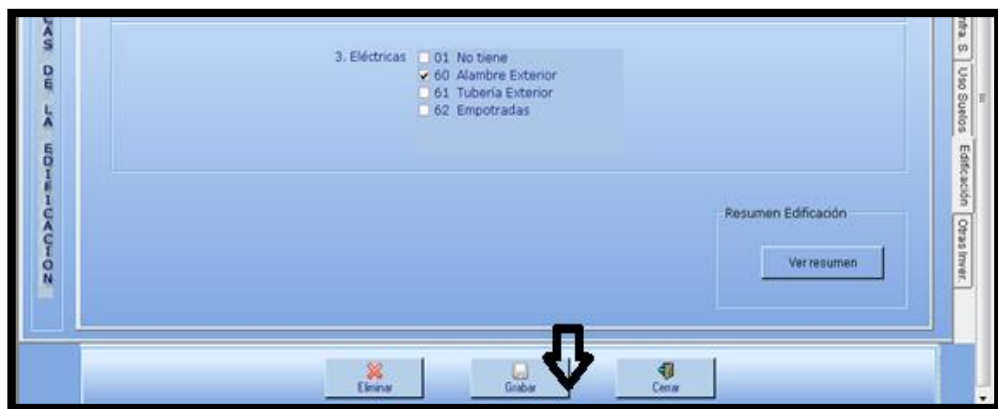 CAS DE LA EDIFICACION
3. Eléctricas
01 No tiene
60 Alambre Exterior
61 Tubería Exterior
62 Empotradas
Resumen Edificación
Ver resumen
Eliminar
Grabar
Cerrar
nfra. S.
Uso Suelos
Edificación
Otras Inver.